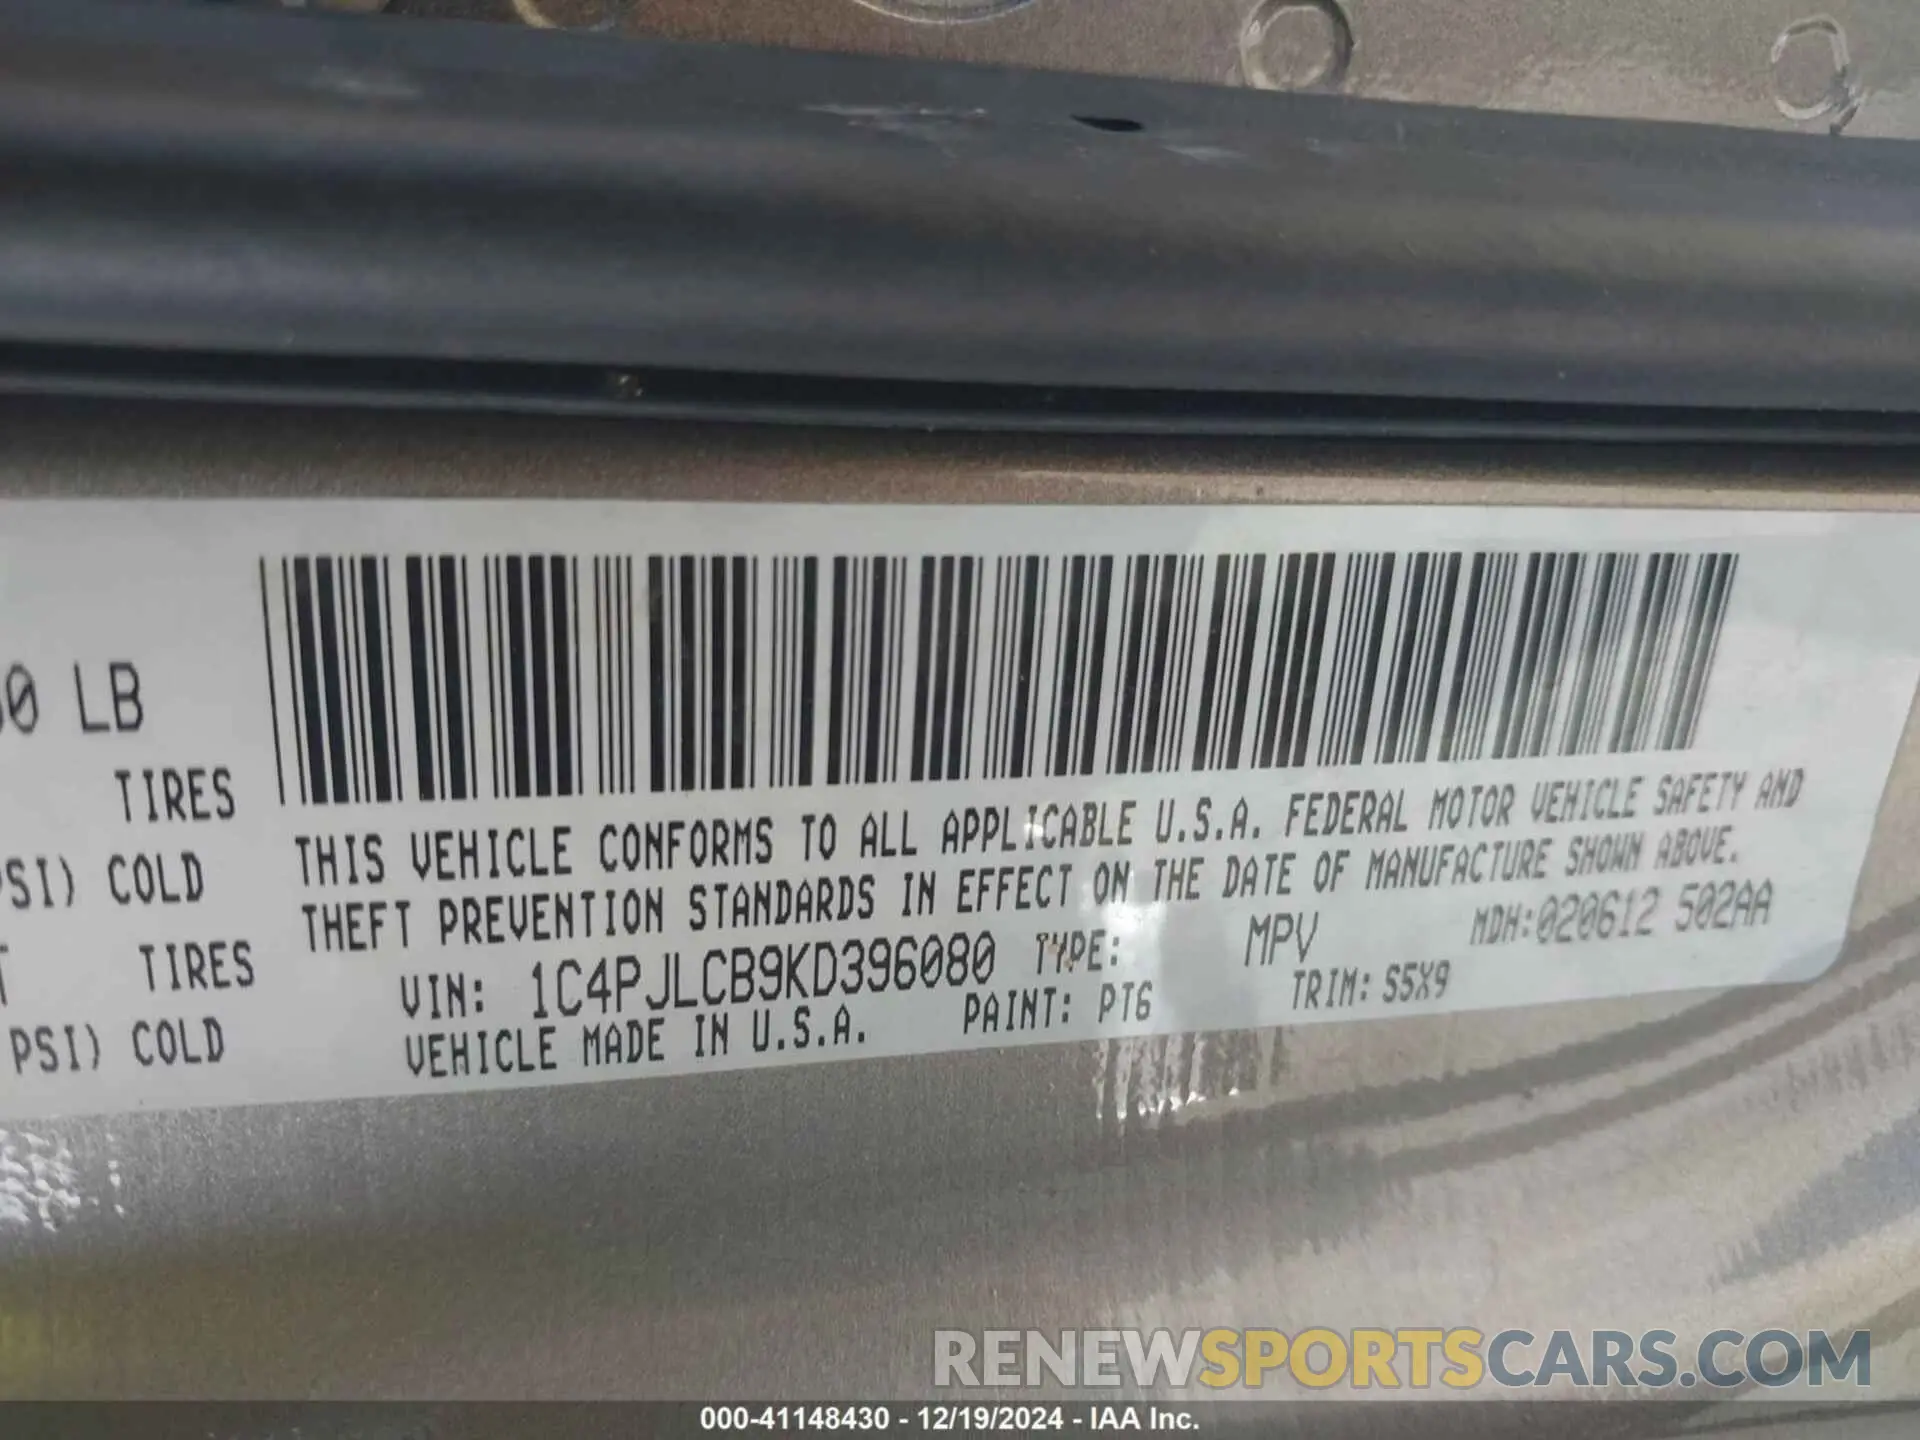 0 LB
TIRES
PSI) COLD
TIRES
PSI) COLD
THIS VEHICLE CONFORMS TO ALL APPLICABLE U.S.A. FEDERAL MOTOR VEHICLE SAFETY AND
THEFT PREVENTION STANDARDS IN EFFECT ON THE DATE OF MANUFACTURE SHOWN ABOVE.
VIN: 1C4PJLCB9KD396080 TYPE: MPV MDH:020612 502AA
VEHICLE MADE IN U.S.A. PAINT: PT6 TRIM: S5X9
RENEWSPORTSCARS.COM
000-41148430 - 12/19/2024 - IAA Inc.